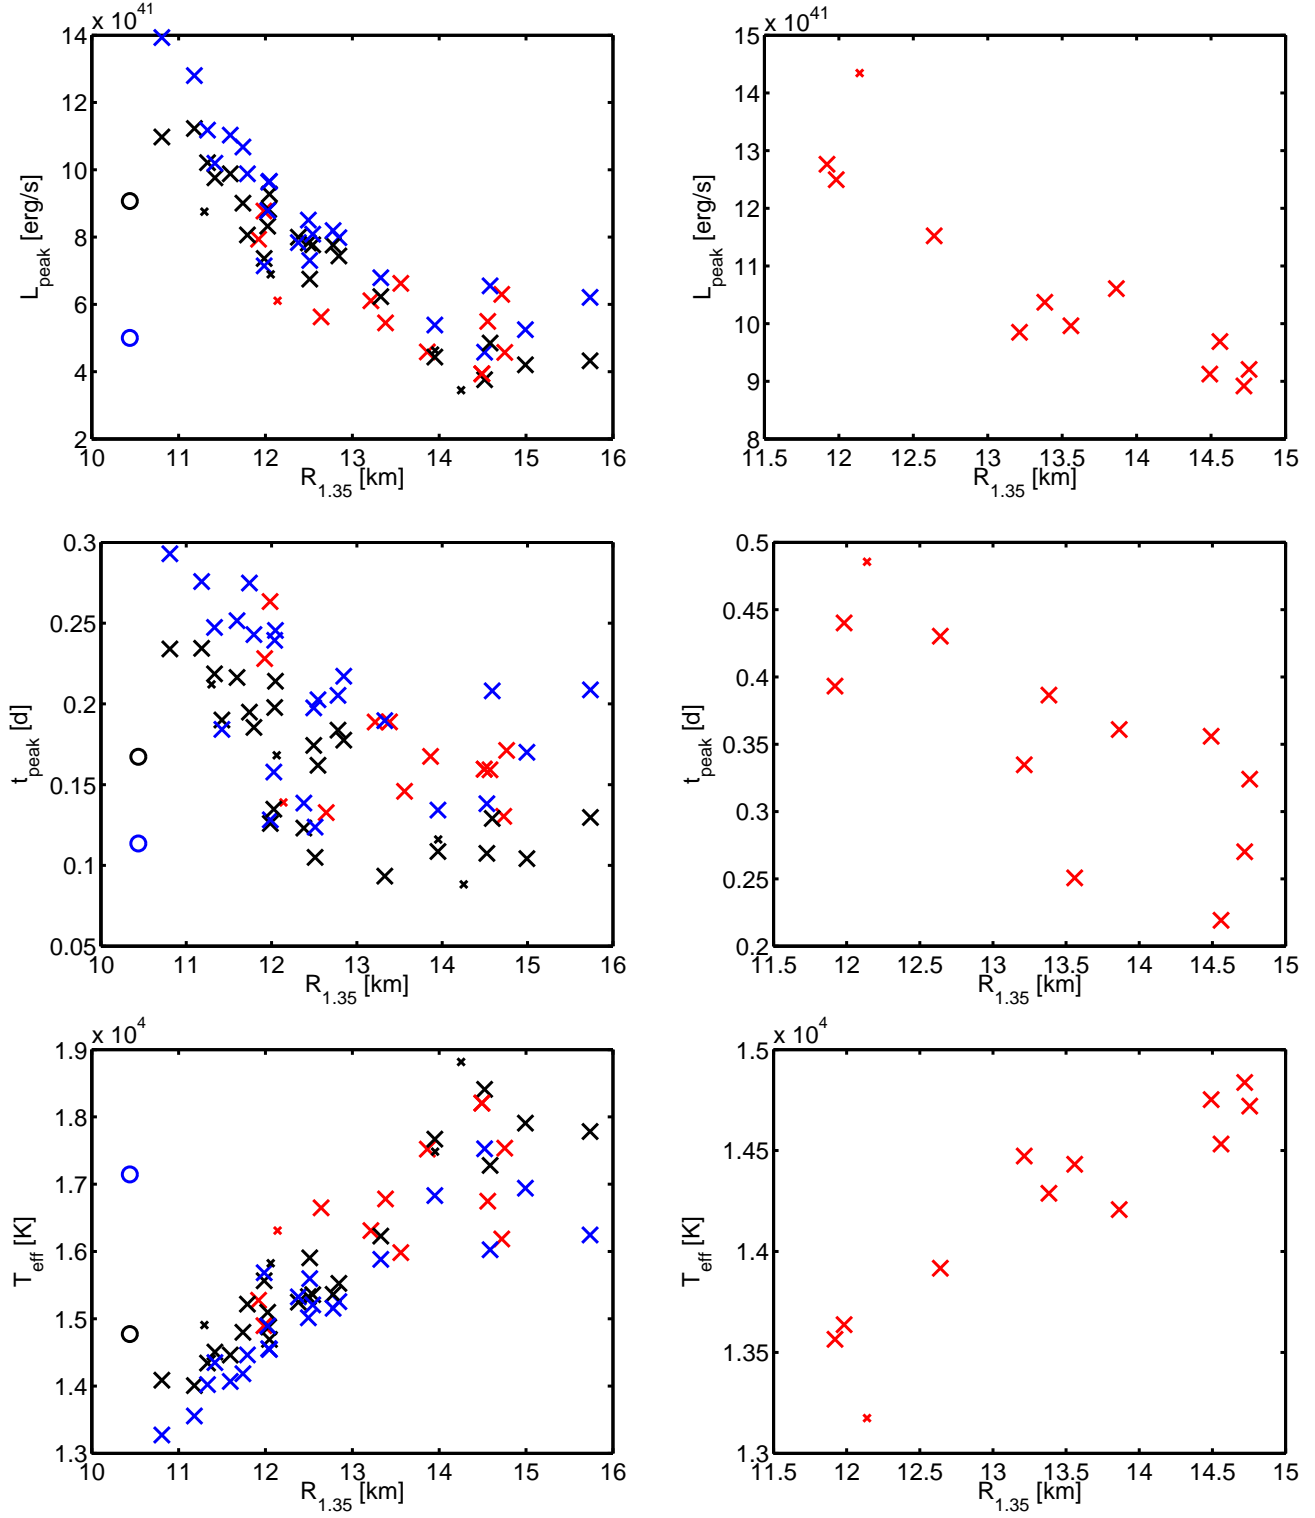 x 10^41
14
12
10
8
6
4
2
L_peak [erg/s]
10 11 12 13 14 15 16
R_1.35 [km]
x 10^41
15
14
13
12
11
10
9
8
L_peak [erg/s]
11.5 12 12.5 13 13.5 14 14.5 15
R_1.35 [km]
0.3
0.25
0.2
0.15
0.1
0.05
t_peak [d]
10 11 12 13 14 15 16
R_1.35 [km]
0.5
0.45
0.4
0.35
0.3
0.25
0.2
t_peak [d]
11.5 12 12.5 13 13.5 14 14.5 15
R_1.35 [km]
x 10^4
1.9
1.8
1.7
1.6
1.5
1.4
1.3
T_eff [K]
10 11 12 13 14 15 16
R_1.35 [km]
x 10^4
1.5
1.45
1.4
1.35
1.3
T_eff [K]
11.5 12 12.5 13 13.5 14 14.5 15
R_1.35 [km]